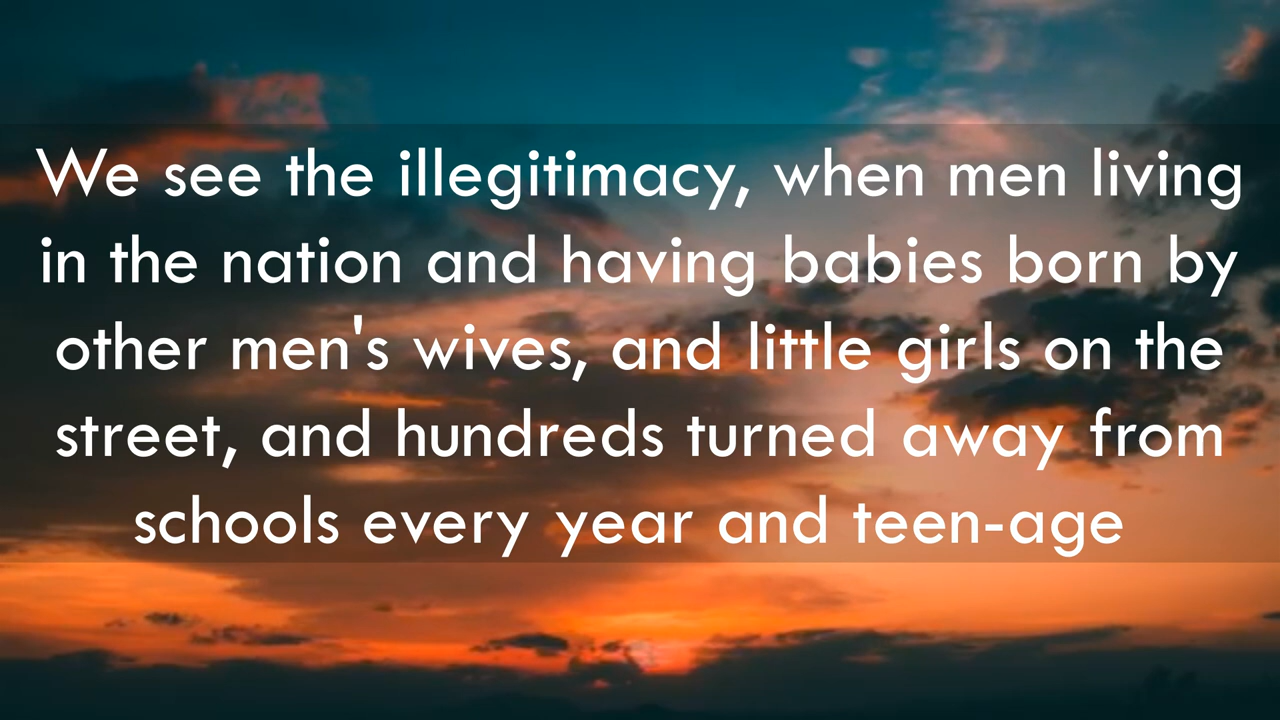 We see the illegitimacy, when men living
in the nation and having babies born by
other men's wives, and little girls on the
street, and hundreds turned away from
schools every year and teen-age